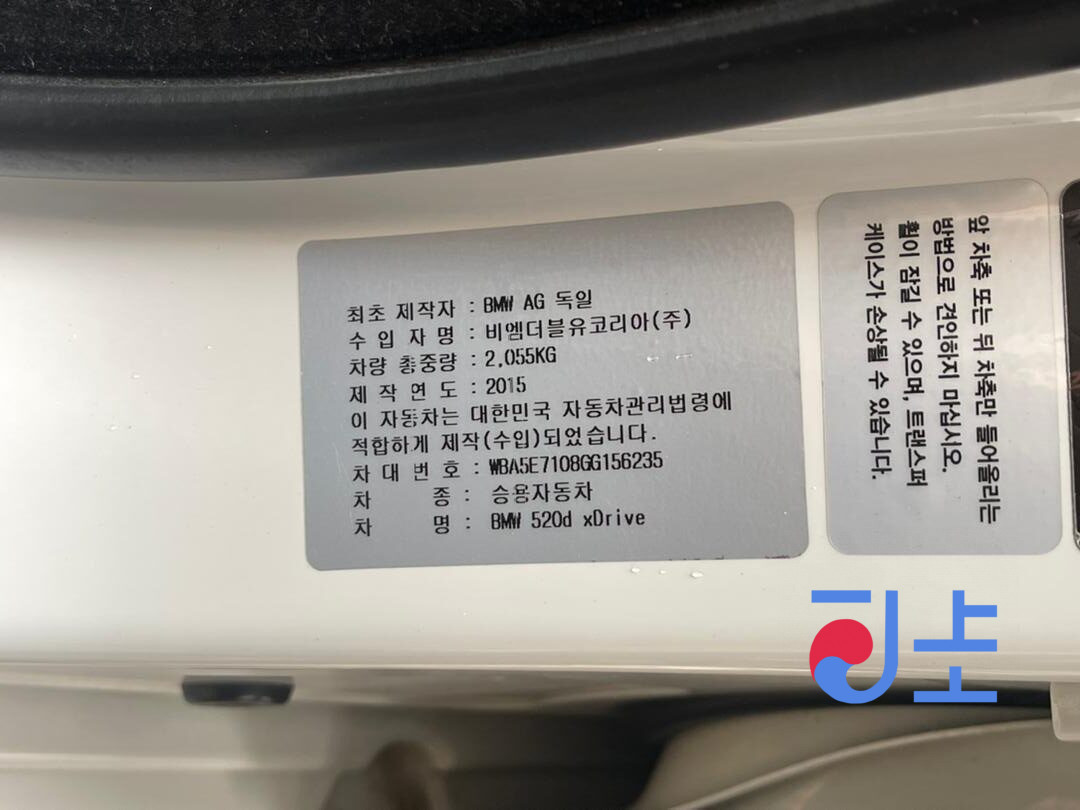 최초 제작자 : BMW AG 독일
수 입 자 명 : 비엠더블유코리아(주)
차량 총중량 : 2,055KG
제 작 연 도 : 2015
이 자동차는 대한민국 자동차관리법령에
적합하게 제작(수입)되었습니다.
차 대 번 호 : WBA5E7108GG156235
차 종 : 승용자동차
차 명 : BMW 520d xDrive
앞 차축 또는 뒤 차축만 들어올리는
방법으로 견인하지 마십시오.
휠이 잠길 수 있으며, 트랜스퍼
케이스가 손상될 수 있습니다.